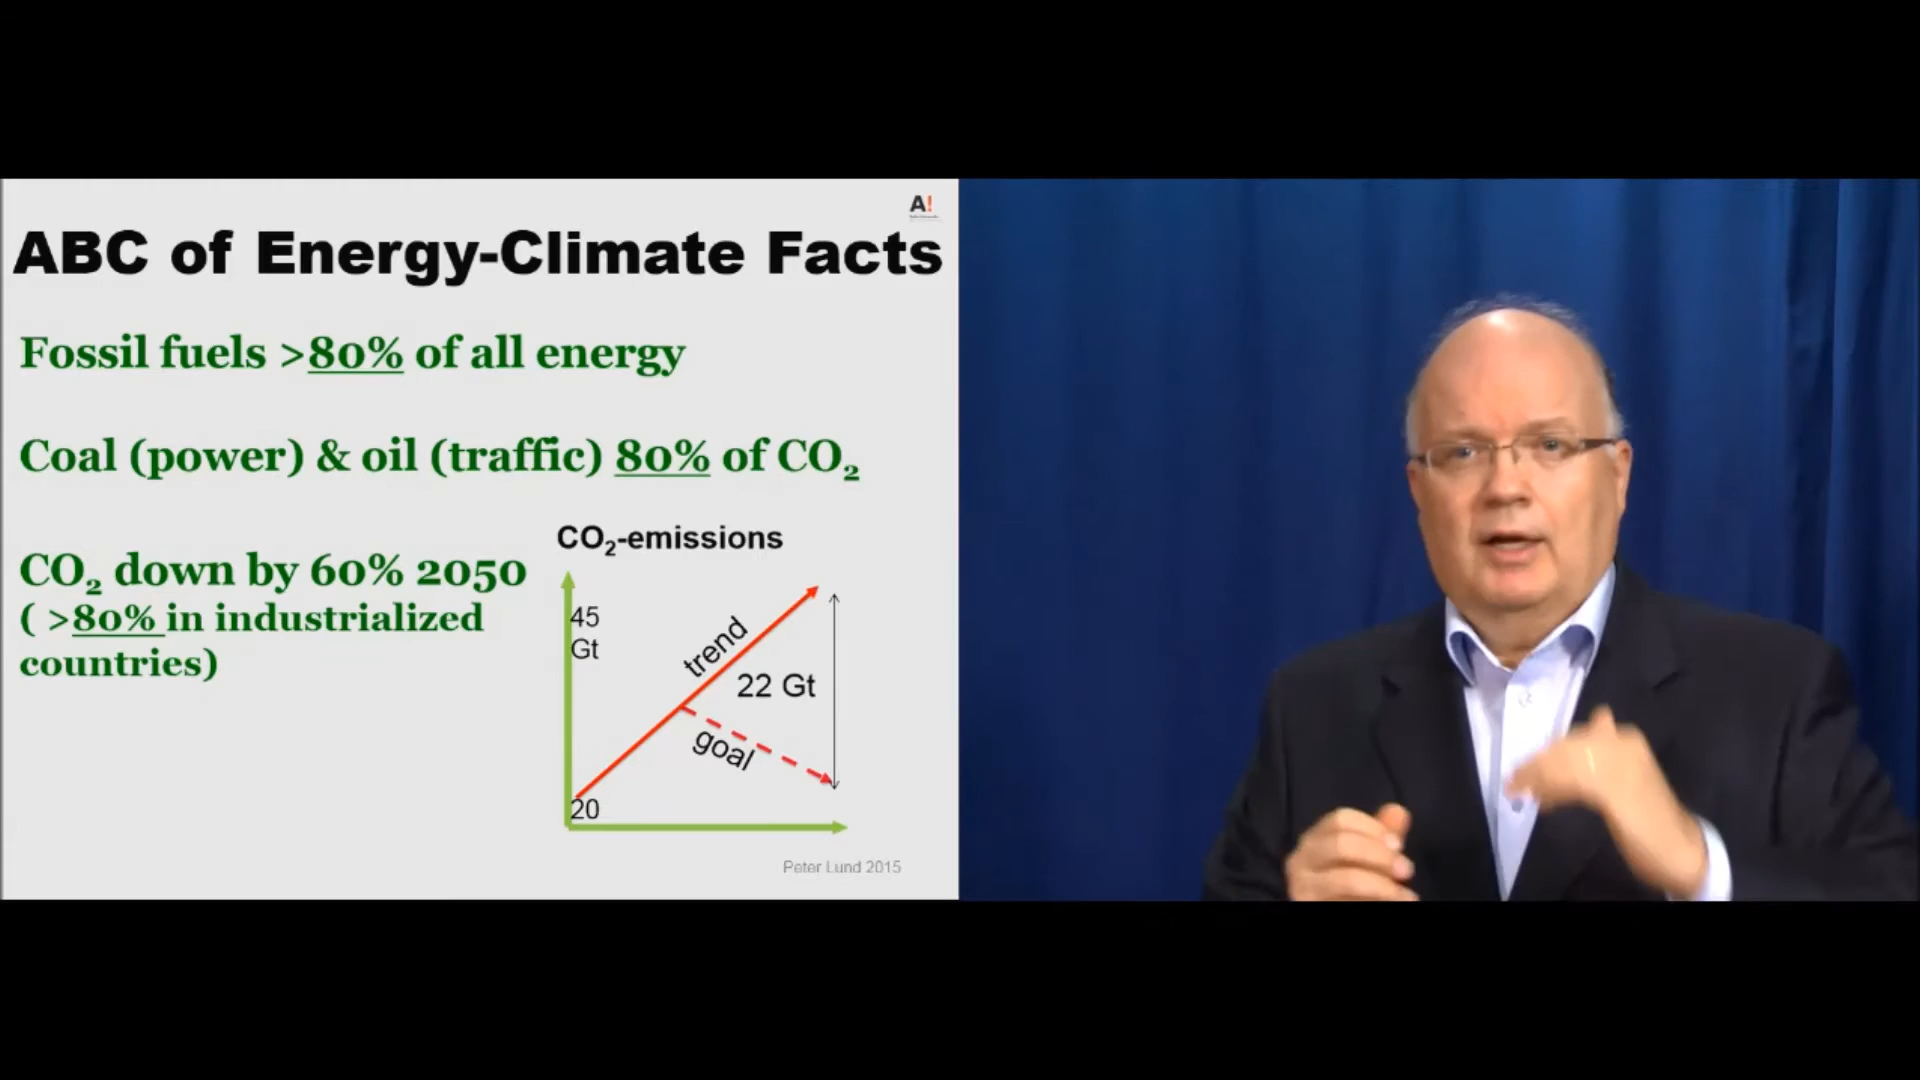 A!
ABC of Energy-Climate Facts
Fossil fuels >80% of all energy
Coal (power) & oil (traffic) 80% of CO₂
CO₂ down by 60% 2050
( >80% in industrialized
countries)
CO₂-emissions
45
Gt
trend
22 Gt
goal
20
Peter Lund 2015